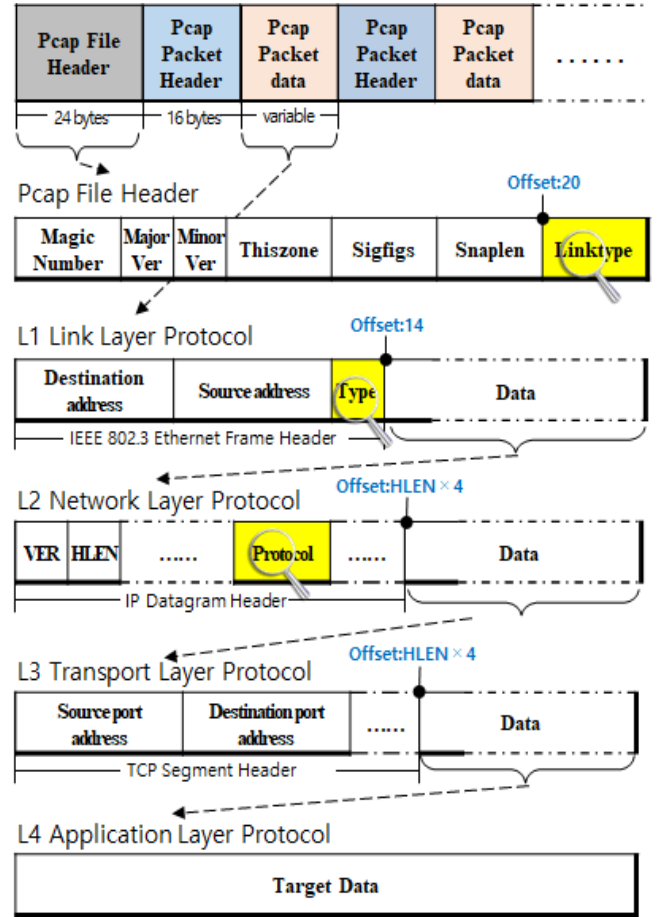 Pcap File
Header
Pcap
Packet
Header
Pcap
Packet
data
Pcap
Packet
Header
Pcap
Packet
data
......
24 bytes
16 bytes
variable
Pcap File Header
Offset:20
Magic
Number
Major
Ver
Minor
Ver
Thiszone
Sigfigs
Snaplen
Linktype
L1 Link Layer Protocol
Offset:14
Destination
address
Source address
Type
Data
IEEE 802.3 Ethernet Frame Header
L2 Network Layer Protocol
Offset:HLEN × 4
VER
HLEN
......
Protocol
......
Data
IP Datagram Header
L3 Transport Layer Protocol
Offset:HLEN × 4
Source port
address
Destination port
address
......
Data
TCP Segment Header
L4 Application Layer Protocol
Target Data